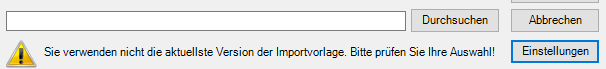 Durchsuchen Abbrechen
Sie verwenden nicht die aktuellste Version der Importvorlage. Bitte prüfen Sie Ihre Auswahl! Einstellungen